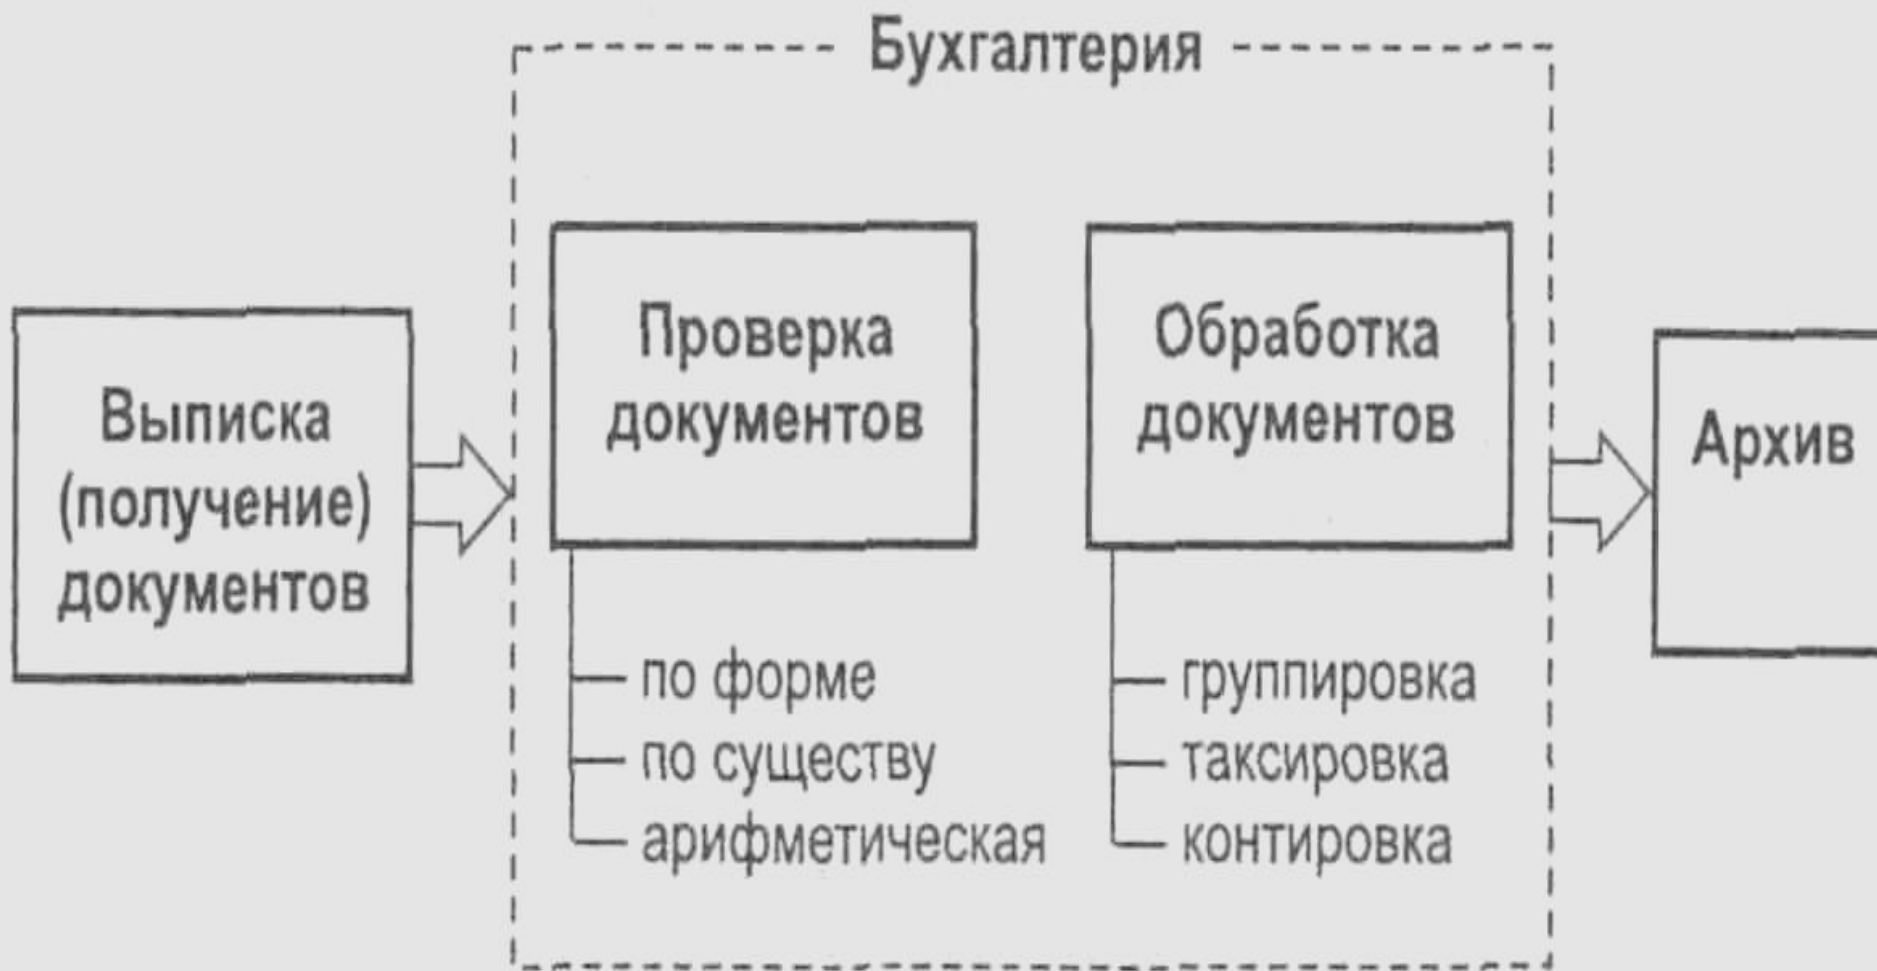 Бухгалтерия
Выписка
(получение)
документов
Проверка
документов
по форме
по существу
арифметическая
Обработка
документов
группировка
таксировка
контировка
Архив